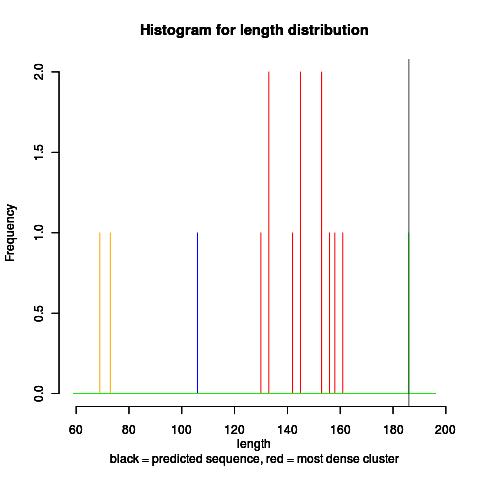 Histogram for length distribution
Frequency
2.0
1.5
1.0
0.5
0.0
60 80 100 120 140 160 180 200
length
black = predicted sequence, red = most dense cluster